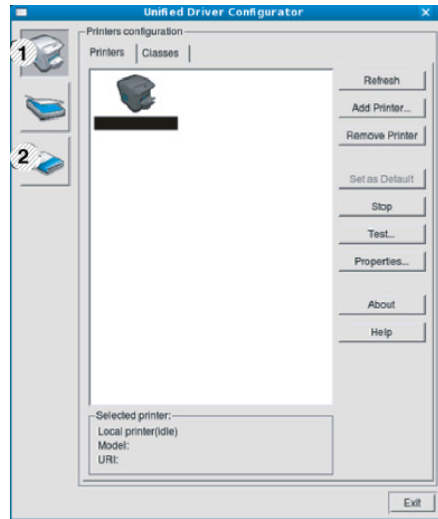 Unified Driver Configurator
Printers configuration
Printers Classes
1
2
Refresh
Add Printer...
Remove Printer
Set as Default
Stop
Test...
Properties...
About
Help
Selected printer:
Local printer(idle)
Model:
URI:
Exit